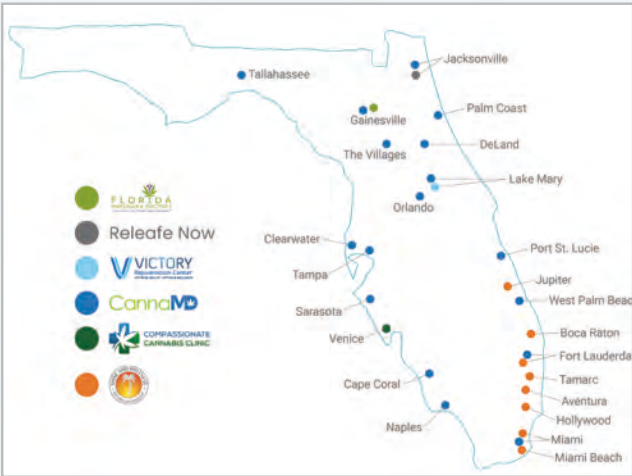 Jacksonville
Tallahassee
Palm Coast
Gainesville
The Villages
DeLand
Lake Mary
Orlando
FLORIDA
Releafe Now
VICTORY
Rejuvenation Center
CannaMD
COMPASSIONATE
CANNABIS CLINIC
Clearwater
Tampa
Sarasota
Venice
Cape Coral
Naples
Port St. Lucie
Jupiter
West Palm Beac
Boca Raton
Fort Lauderda
Tamarc
Aventura
Hollywood
Miami
Miami Beach